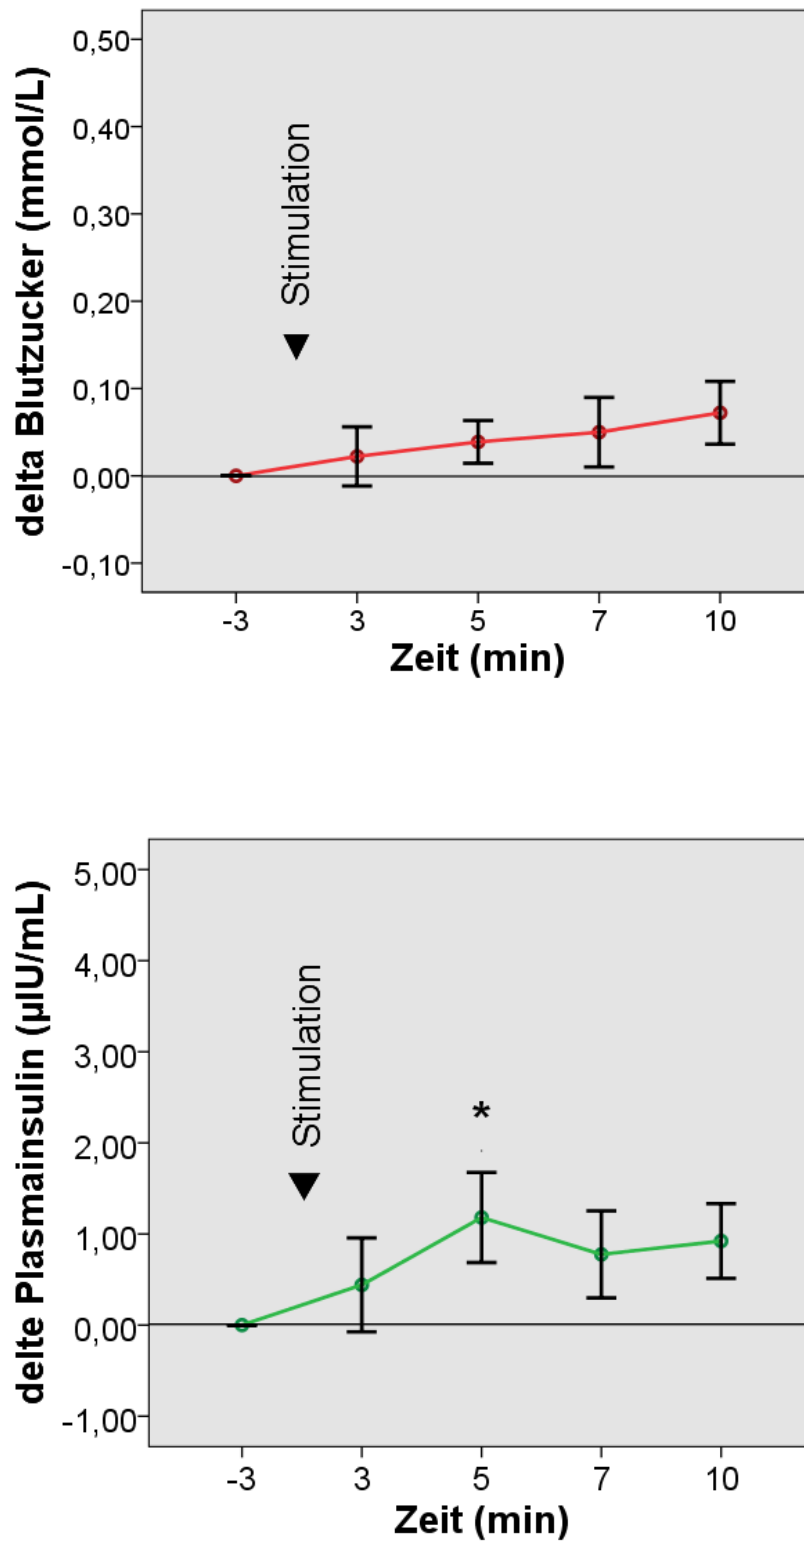 delta Blutzucker (mmol/L)
0,50
0,40
0,30
0,20
0,10
0,00
-0,10
Stimulation
-3 3 5 7 10
Zeit (min)
delte Plasmainsulin (µIU/mL)
5,00
4,00
3,00
2,00
1,00
0,00
-1,00
Stimulation
*
-3 3 5 7 10
Zeit (min)